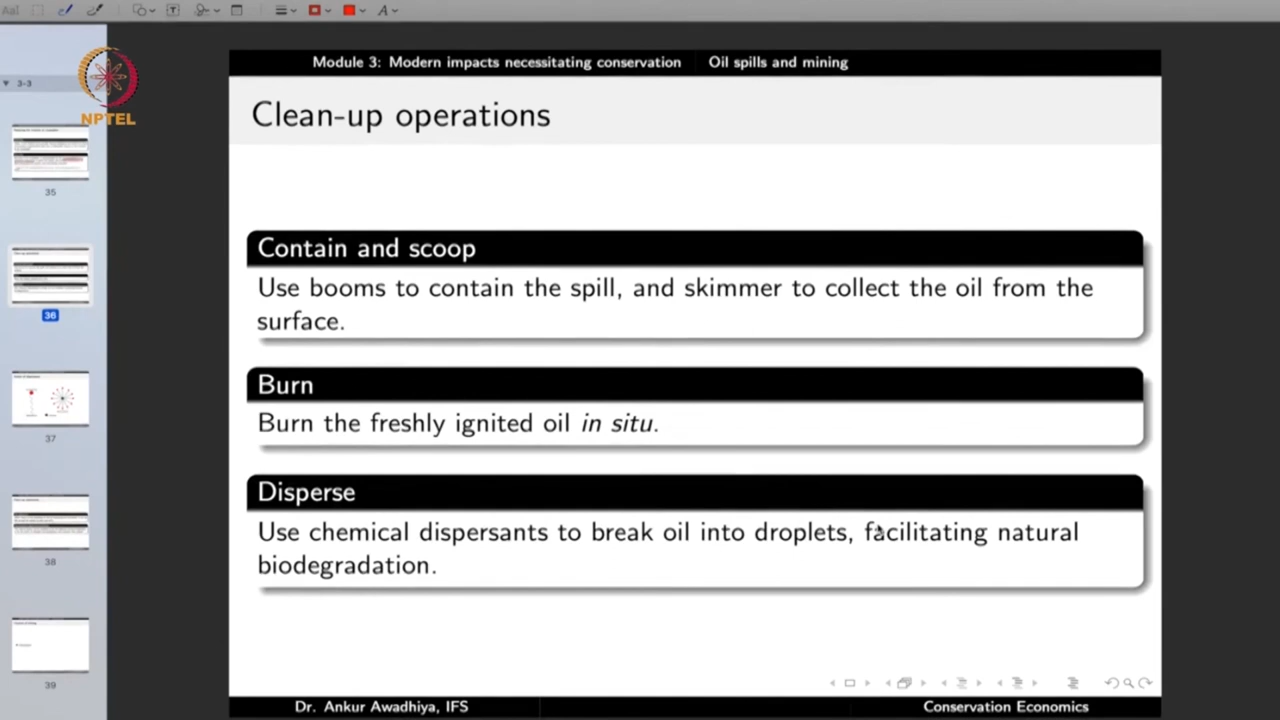 3-3
NPTEL
35
36
37
38
39
Module 3: Modern impacts necessitating conservation Oil spills and mining
Clean-up operations
Contain and scoop
Use booms to contain the spill, and skimmer to collect the oil from the
surface.
Burn
Burn the freshly ignited oil in situ.
Disperse
Use chemical dispersants to break oil into droplets, facilitating natural
biodegradation.
Dr. Ankur Awadhiya, IFS Conservation Economics